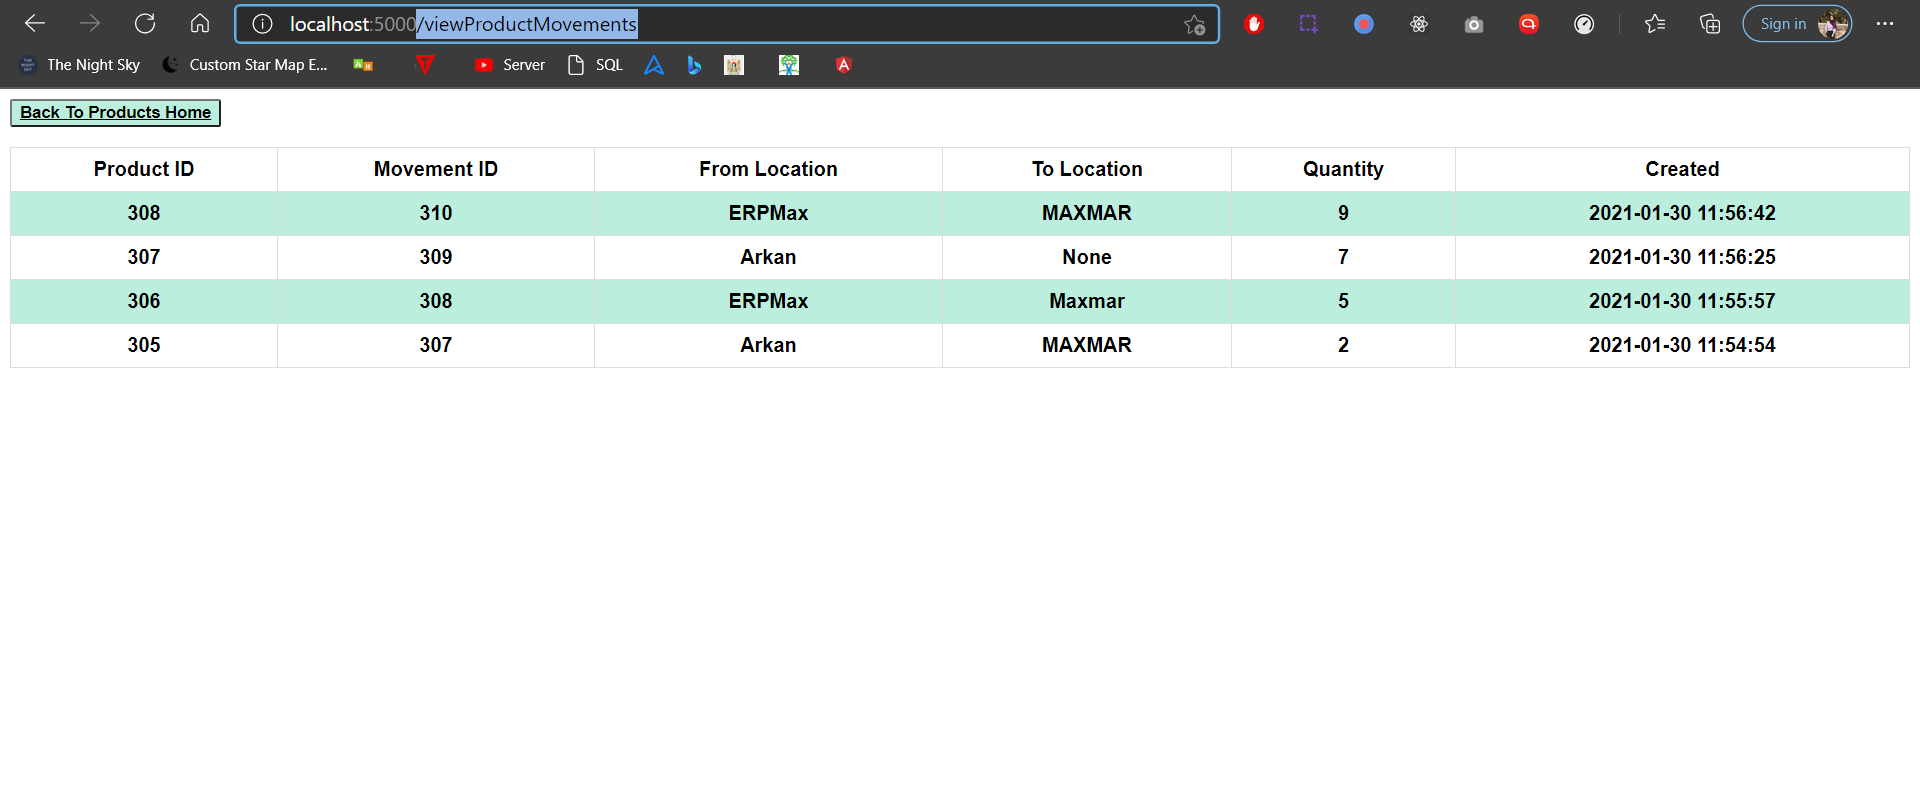 localhost:5000/viewProductMovements
Sign in
The Night Sky Custom Star Map E... Server SQL
Back To Products Home
Product ID Movement ID From Location To Location Quantity Created
308 310 ERPMax MAXMAR 9 2021-01-30 11:56:42
307 309 Arkan None 7 2021-01-30 11:56:25
306 308 ERPMax Maxmar 5 2021-01-30 11:55:57
305 307 Arkan MAXMAR 2 2021-01-30 11:54:54